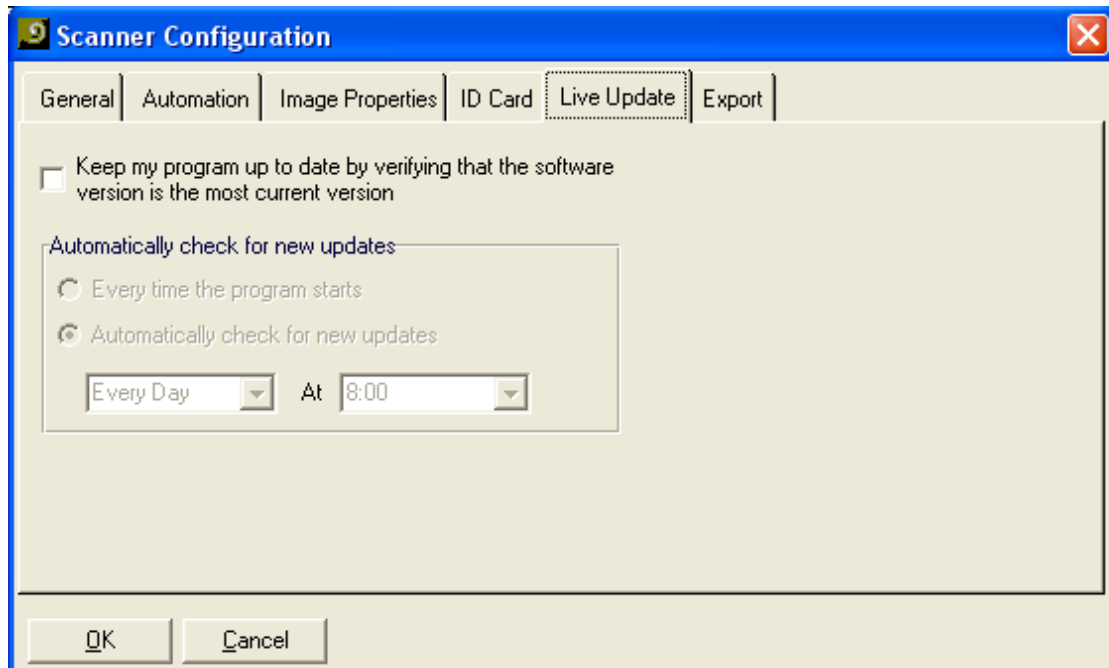 Scanner Configuration
General Automation Image Properties ID Card Live Update Export
Keep my program up to date by verifying that the software
version is the most current version
Automatically check for new updates
Every time the program starts
Automatically check for new updates
Every Day At 8:00
OK Cancel